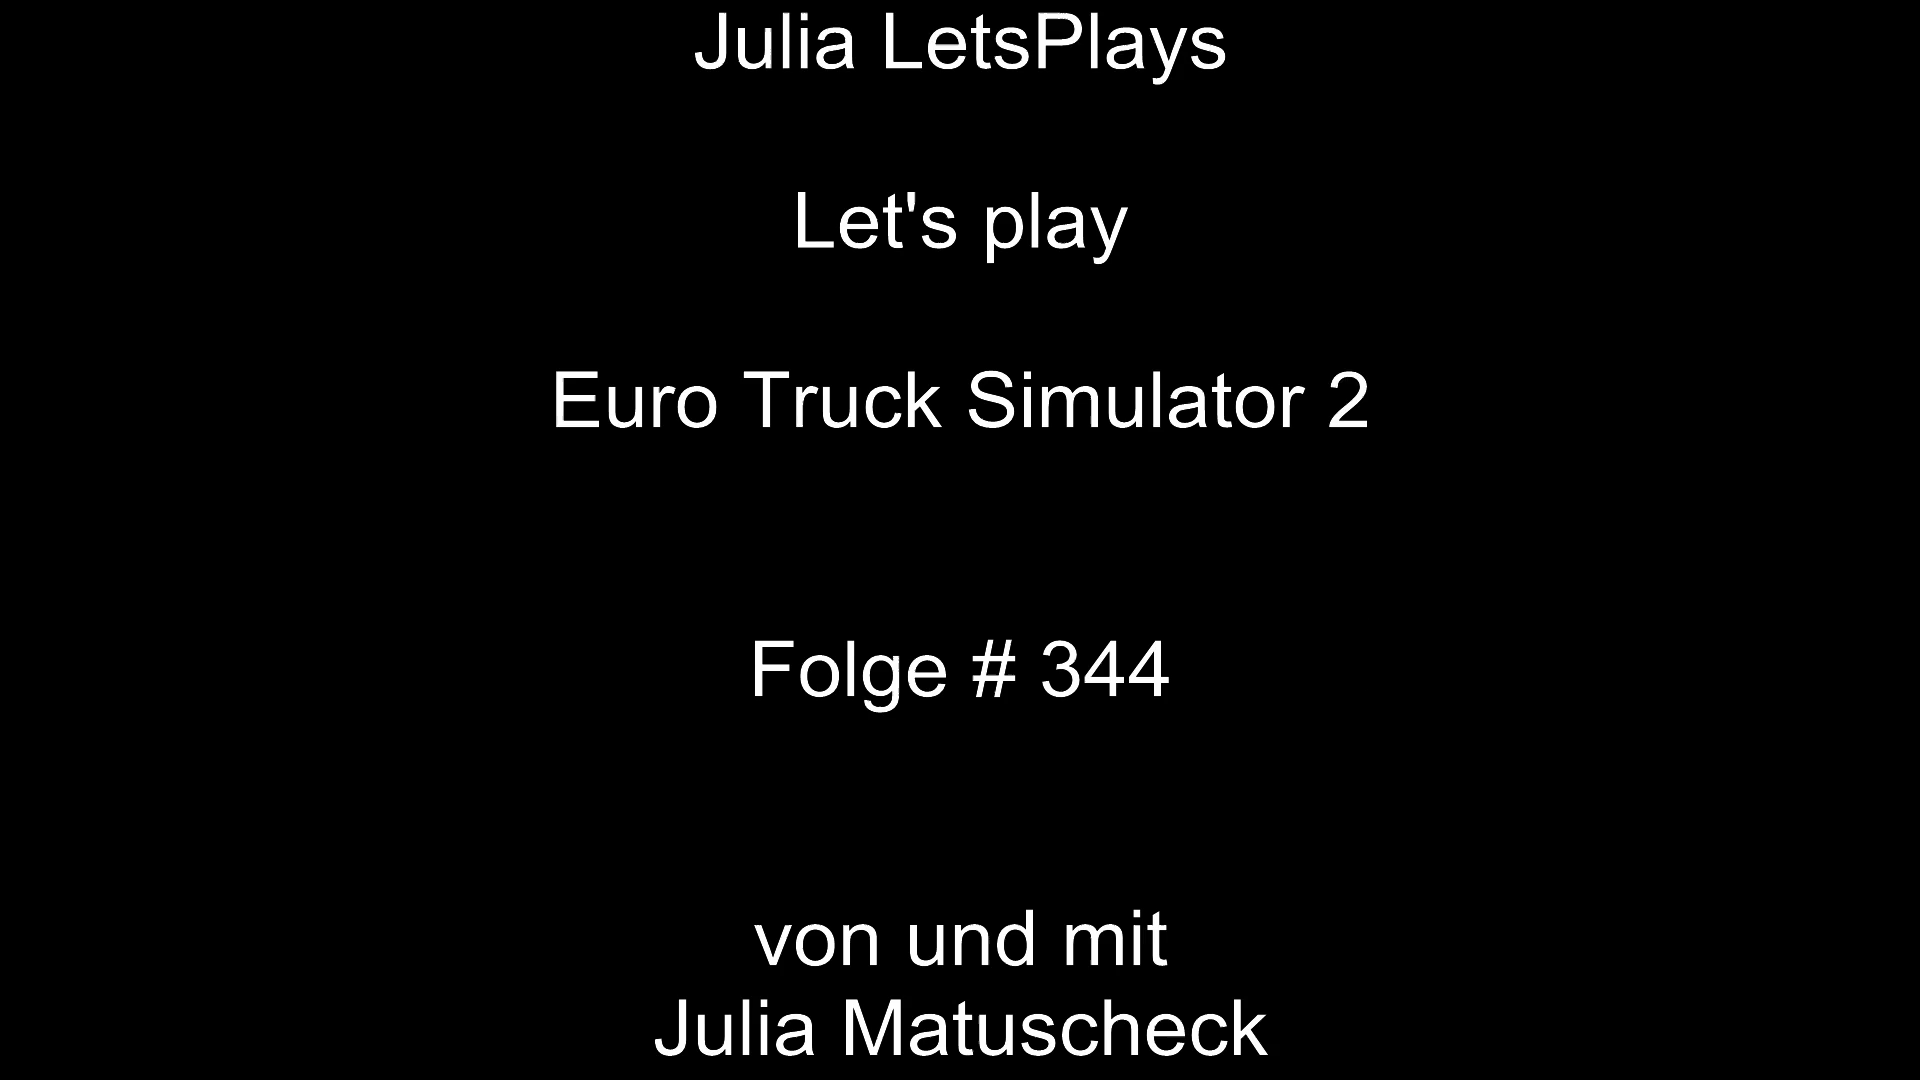 Julia LetsPlays
Let's play
Euro Truck Simulator 2
Folge # 344
von und mit
Julia Matuscheck